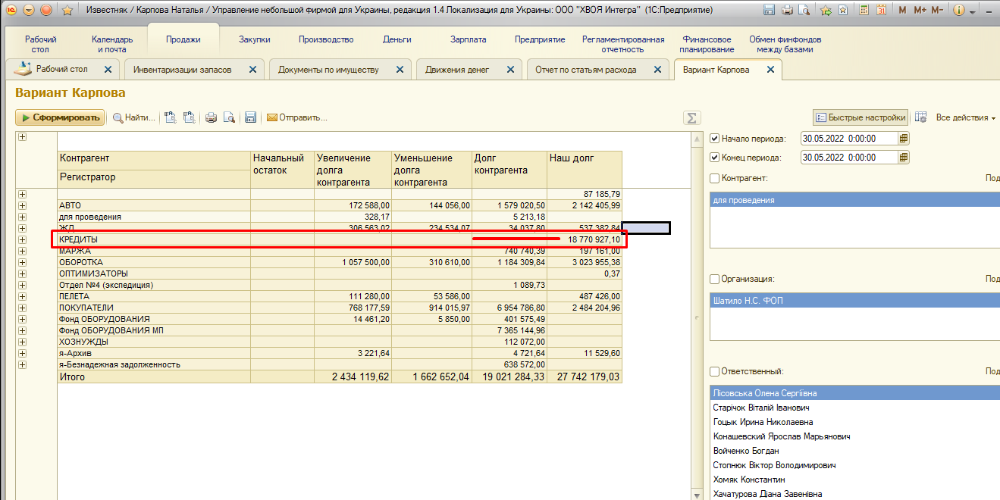 Известняк / Карпова Наталья / Управление небольшой фирмой для Украины, редакция 1.4 Локализация для Украины: ООО "ХВОЯ Интегра" (1С:Предприятие)
M M+ M-
Рабочий стол
Календарь и почта
Продажи
Закупки
Производство
Деньги
Зарплата
Предприятие
Регламентированная отчетность
Финансовое планирование
Обмен финфондов между базами
Рабочий стол
Инвентаризации запасов
Документы по имуществу
Движения денег
Отчет по статьям расхода
Вариант Карпова
Вариант Карпова
Сформировать Найти... Отправить... Σ Быстрые настройки Все действия
Контрагент Начальный остаток Увеличение долга контрагента Уменьшение долга контрагента Долг контрагента Наш долг
Регистратор
87 185,79
АВТО 172 588,00 144 056,00 1 579 020,50 2 142 405,99
для проведения 328,17 5 213,18
ЖД 306 563,02 234 534,07 34 037,80 537 382,84
КРЕДИТЫ 18 770 927,10
МАРЖА 740 740,39 197 161,00
ОБОРОТКА 1 057 500,00 310 610,00 1 184 309,84 3 023 955,38
ОПТИМИЗАТОРЫ 0,37
Отдел №4 (экспедиция) 1 089,73
ПЕЛЕТА 111 280,00 53 586,00 487 426,00
ПОКУПАТЕЛИ 768 177,59 914 015,97 6 954 786,80 2 484 204,96
Фонд ОБОРУДОВАНИЯ 14 461,20 5 850,00 401 575,49
Фонд ОБОРУДОВАНИЯ МП 7 365 144,96
ХОЗНУЖДЫ 112 072,00
я-Архив 3 221,64 4 721,64 11 529,60
я-Безнадежная задолженность 638 572,00
Итого 2 434 119,62 1 662 652,04 19 021 284,33 27 742 179,03
Начало периода: 30.05.2022 0:00:00
Конец периода: 30.05.2022 0:00:00
Контрагент: Под
для проведения
Организация: Под
Шатило Н.С. ФОП
Ответственный: Под
Лісовська Олена Сергіївна
Старічок Віталій Іванович
Гоцык Ирина Николаевна
Конашевский Ярослав Марьянович
Войченко Богдан
Стопнюк Віктор Володимирович
Хомяк Константин
Хачатурова Діана Завенівна